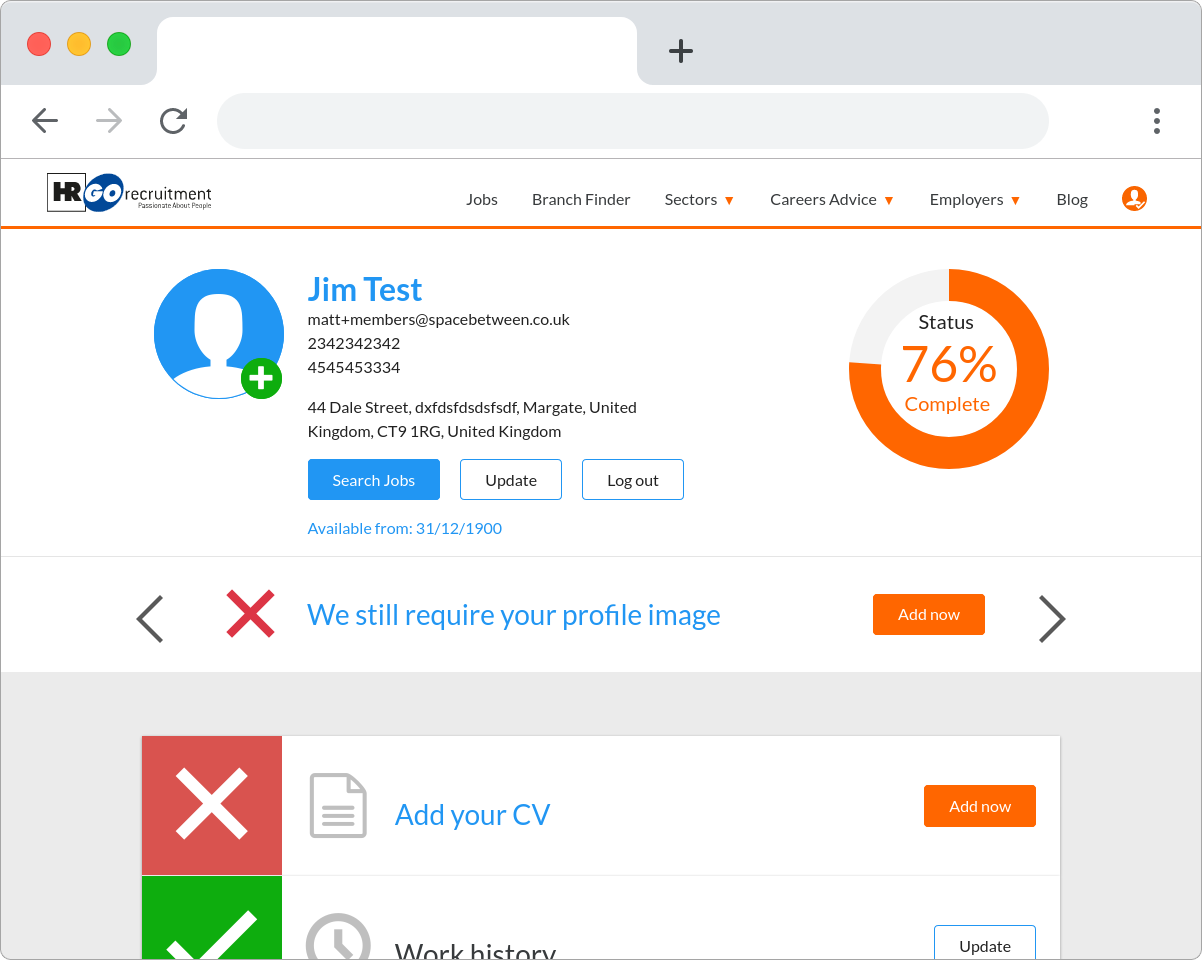 HR GO recruitment
Passionate About People
Jobs Branch Finder Sectors ▼ Careers Advice ▼ Employers ▼ Blog
Jim Test
matt+members@spacebetween.co.uk
2342342342
4545453334
44 Dale Street, dxfdsfdsdsfsdf, Margate, United
Kingdom, CT9 1RG, United Kingdom
Search Jobs Update Log out
Available from: 31/12/1900
Status
76%
Complete
We still require your profile image Add now
Add your CV Add now
Work history Update